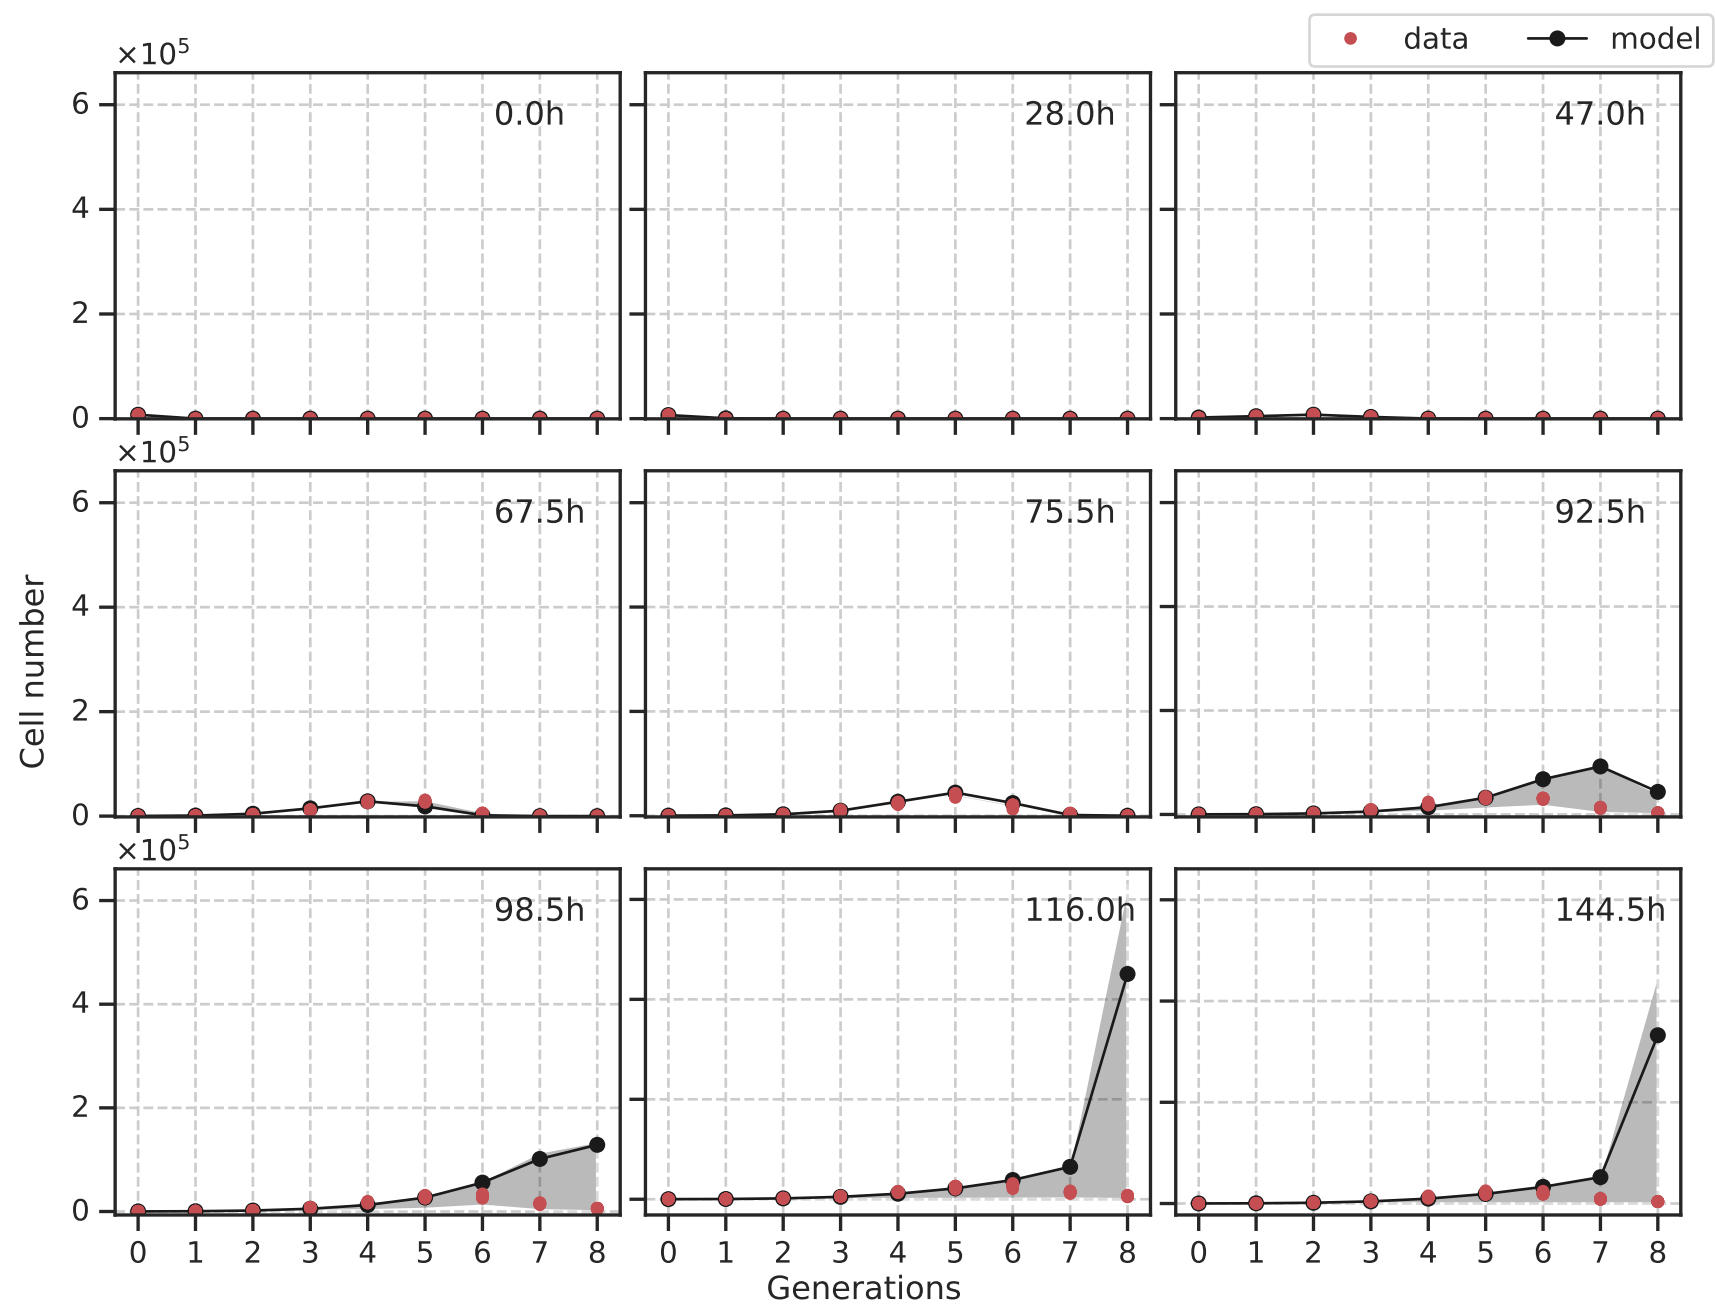 data model
×10⁵
6
4
2
0
0.0h
28.0h
47.0h
×10⁵
6
4
2
0
67.5h
75.5h
92.5h
Cell number
×10⁵
6
4
2
0
98.5h
116.0h
144.5h
0 1 2 3 4 5 6 7 8
0 1 2 3 4 5 6 7 8
0 1 2 3 4 5 6 7 8
Generations